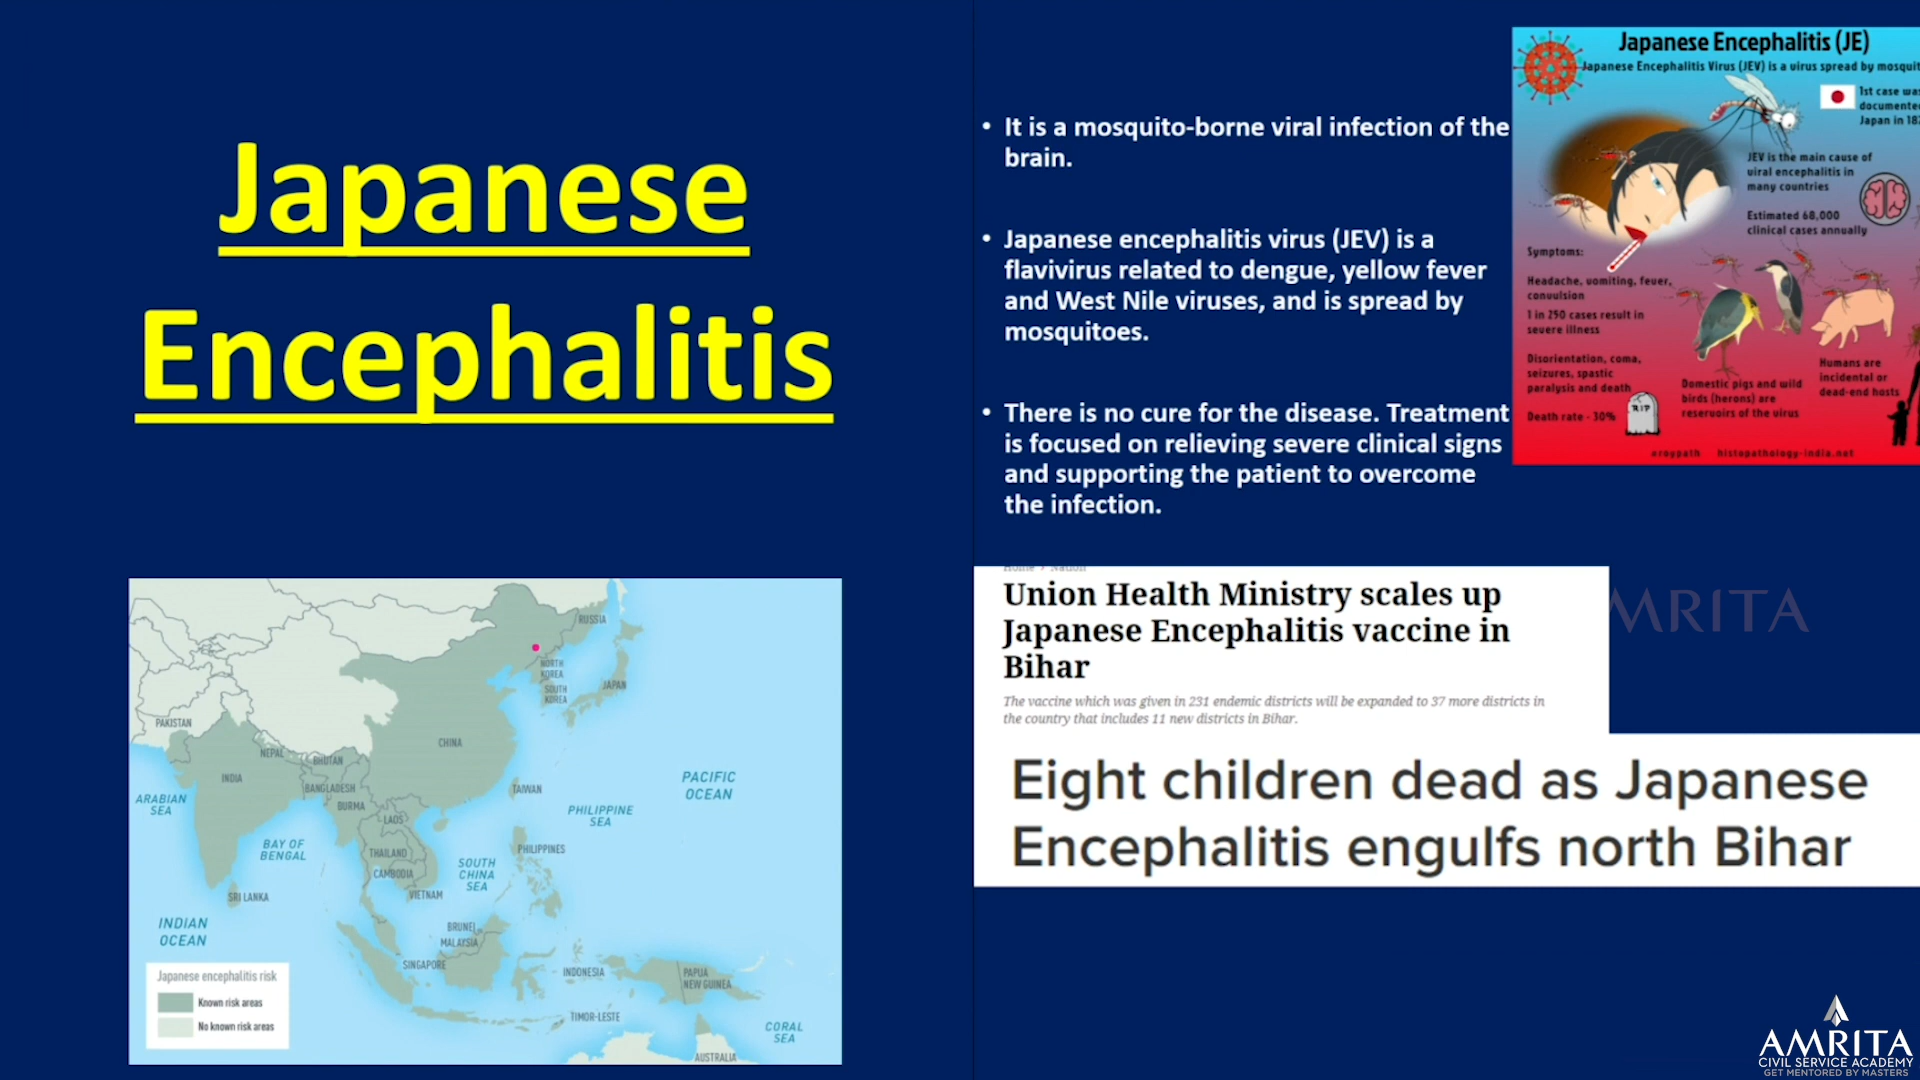 Japanese
Encephalitis
• It is a mosquito-borne viral infection of the
brain.
• Japanese encephalitis virus (JEV) is a
flavivirus related to dengue, yellow fever
and West Nile viruses, and is spread by
mosquitoes.
• There is no cure for the disease. Treatment
is focused on relieving severe clinical signs
and supporting the patient to overcome
the infection.
Japanese Encephalitis (JE)
Japanese Encephalitis Virus (JEV) is a virus spread by
1st case was
documented
Japan in
JEV is the main cause of
viral encephalitis in
many countries
Estimated 68,000
clinical cases annually
Symptoms:
Headache, vomiting, fever,
convulsion
1 in 250 cases result in
severe illness
Disorientation, coma,
seizures, spastic
paralysis and death
Death rate - 30%
RIP
Domestic pigs and wild
birds (herons) are
reservoirs of the virus
Humans are
incidental or
dead-end hosts
histopathology-india.net
Home / Nation
Union Health Ministry scales up
Japanese Encephalitis vaccine in
Bihar
The vaccine which was given in 231 endemic districts will be expanded to 37 more districts in
the country that includes 11 new districts in Bihar.
Eight children dead as Japanese
Encephalitis engulfs north Bihar
RUSSIA
NORTH
KOREA
SOUTH
KOREA
JAPAN
PAKISTAN
CHINA
NEPAL
BHUTAN
INDIA
BANGLADESH
TAIWAN
BURMA
LAOS
PACIFIC
OCEAN
ARABIAN
SEA
PHILIPPINE
SEA
BAY OF
BENGAL
THAILAND
PHILIPPINES
CAMBODIA
SOUTH
CHINA
SEA
VIETNAM
SRI LANKA
INDIAN
OCEAN
BRUNEI
MALAYSIA
SINGAPORE
INDONESIA
PAPUA
NEW GUINEA
TIMOR-LESTE
CORAL
SEA
AUSTRALIA
Japanese encephalitis risk
Known risk areas
No known risk areas
MRITA
AMRITA
CIVIL SERVICE ACADEMY
GET MENTORED BY MASTERS